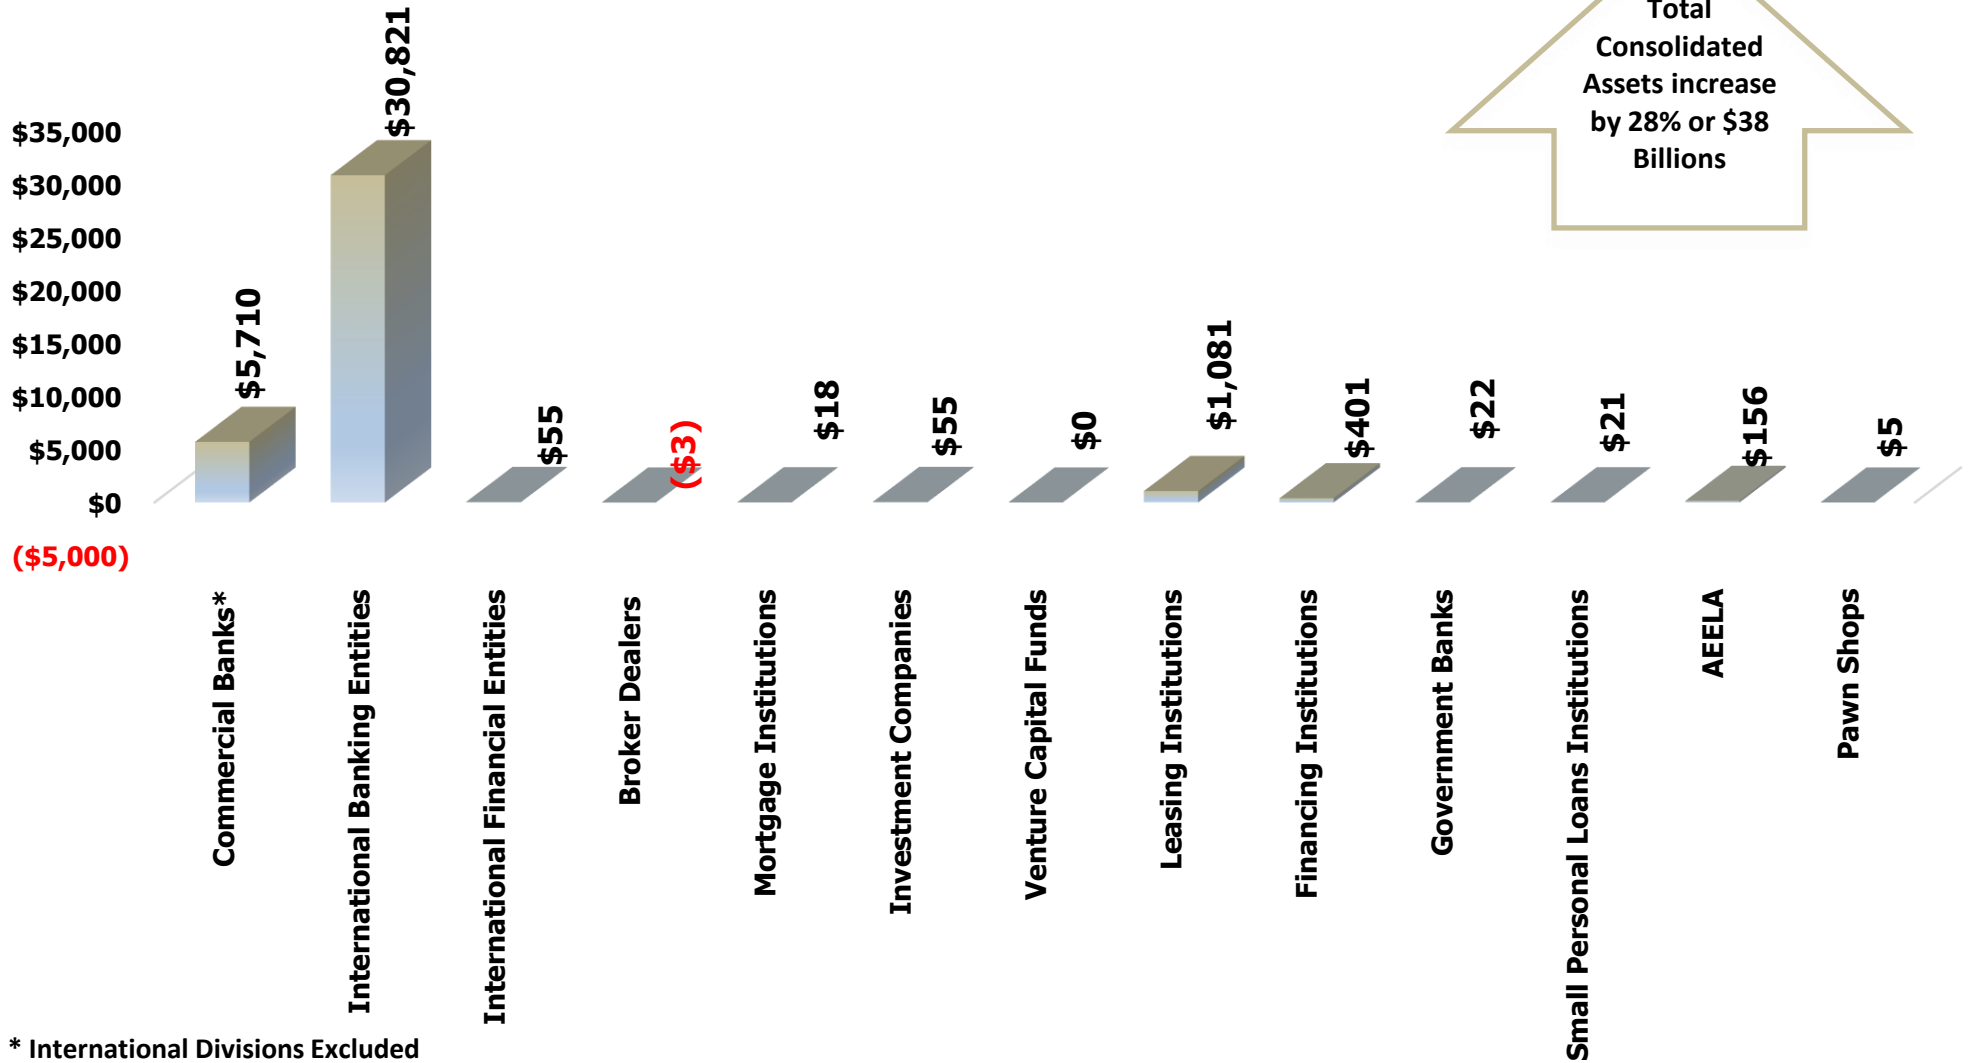 Total
Consolidated
Assets increase
by 28% or $38
Billions
$35,000
$30,000
$25,000
$20,000
$15,000
$10,000
$5,000
$0
($5,000)
$5,710
$30,821
$55
($3)
$18
$55
$0
$1,081
$401
$22
$21
$156
$5
Commercial Banks*
International Banking Entities
International Financial Entities
Broker Dealers
Mortgage Institutions
Investment Companies
Venture Capital Funds
Leasing Institutions
Financing Institutions
Government Banks
Small Personal Loans Institutions
AEELA
Pawn Shops
* International Divisions Excluded